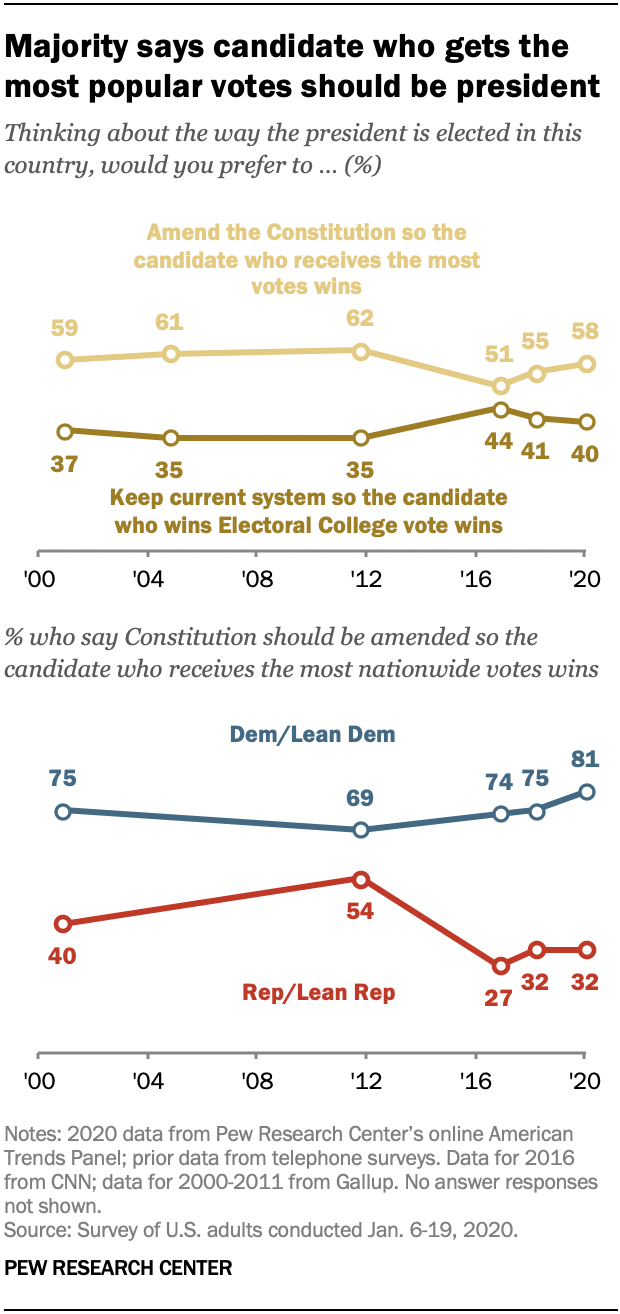 Majority says candidate who gets the
most popular votes should be president
Thinking about the way the president is elected in this
country, would you prefer to ... (%)
Amend the Constitution so the
candidate who receives the most
votes wins
59 61 62 51 55 58
37 35 35 44 41 40
Keep current system so the candidate
who wins Electoral College vote wins
'00 '04 '08 '12 '16 '20
% who say Constitution should be amended so the
candidate who receives the most nationwide votes wins
Dem/Lean Dem
75 69 74 75 81
40 54 27 32 32
Rep/Lean Rep
'00 '04 '08 '12 '16 '20
Notes: 2020 data from Pew Research Center's online American
Trends Panel; prior data from telephone surveys. Data for 2016
from CNN; data for 2000-2011 from Gallup. No answer responses
not shown.
Source: Survey of U.S. adults conducted Jan. 6-19, 2020.
PEW RESEARCH CENTER